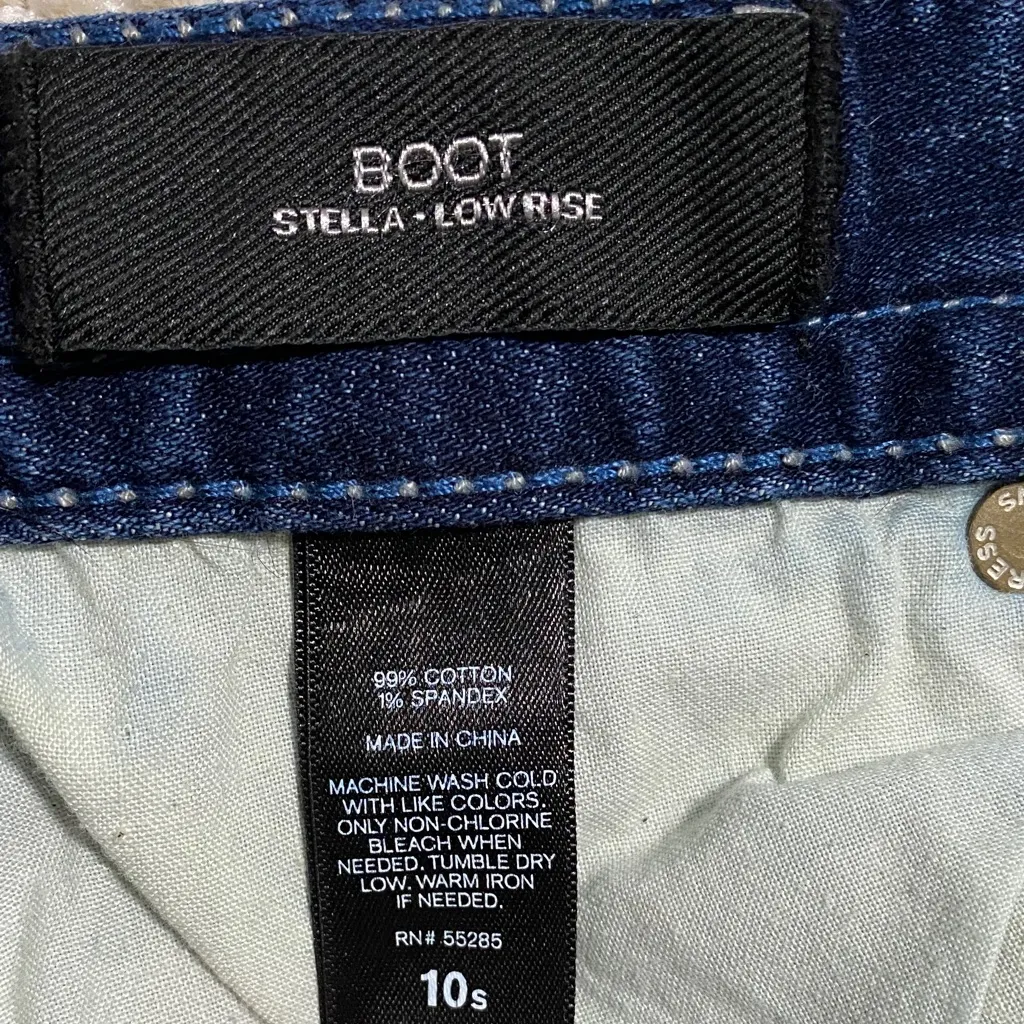 BOOT
STELLA • LOW RISE
RESS
99% COTTON
1% SPANDEX
MADE IN CHINA
MACHINE WASH COLD
WITH LIKE COLORS.
ONLY NON-CHLORINE
BLEACH WHEN
NEEDED. TUMBLE DRY
LOW. WARM IRON
IF NEEDED.
RN# 55285
10s